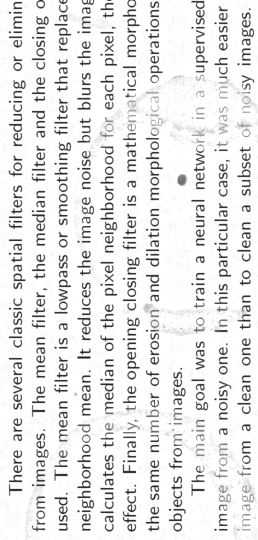 There are several classic spatial filters for reducing or elimin
from images. The mean filter, the median filter and the closing o
used. The mean filter is a lowpass or smoothing filter that replace
neighborhood mean. It reduces the image noise but blurs the imag
calculates the median of the pixel neighborhood for each pixel, the
effect. Finally, the opening closing filter is a mathematical morpho
the same number of erosion and dilation morphological operations
objects from images.
The main goal was to train a neural network in a supervised
image from a noisy one. In this particular case, it was much easier
image from a clean one than to clean a subset of noisy images.